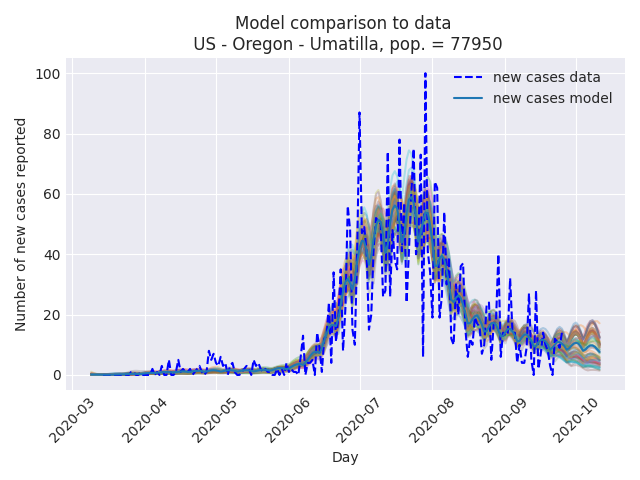 Model comparison to data
US - Oregon - Umatilla, pop. = 77950
new cases data
new cases model
Number of new cases reported
100
80
60
40
20
0
2020-03
2020-04
2020-05
2020-06
2020-07
2020-08
2020-09
2020-10
Day